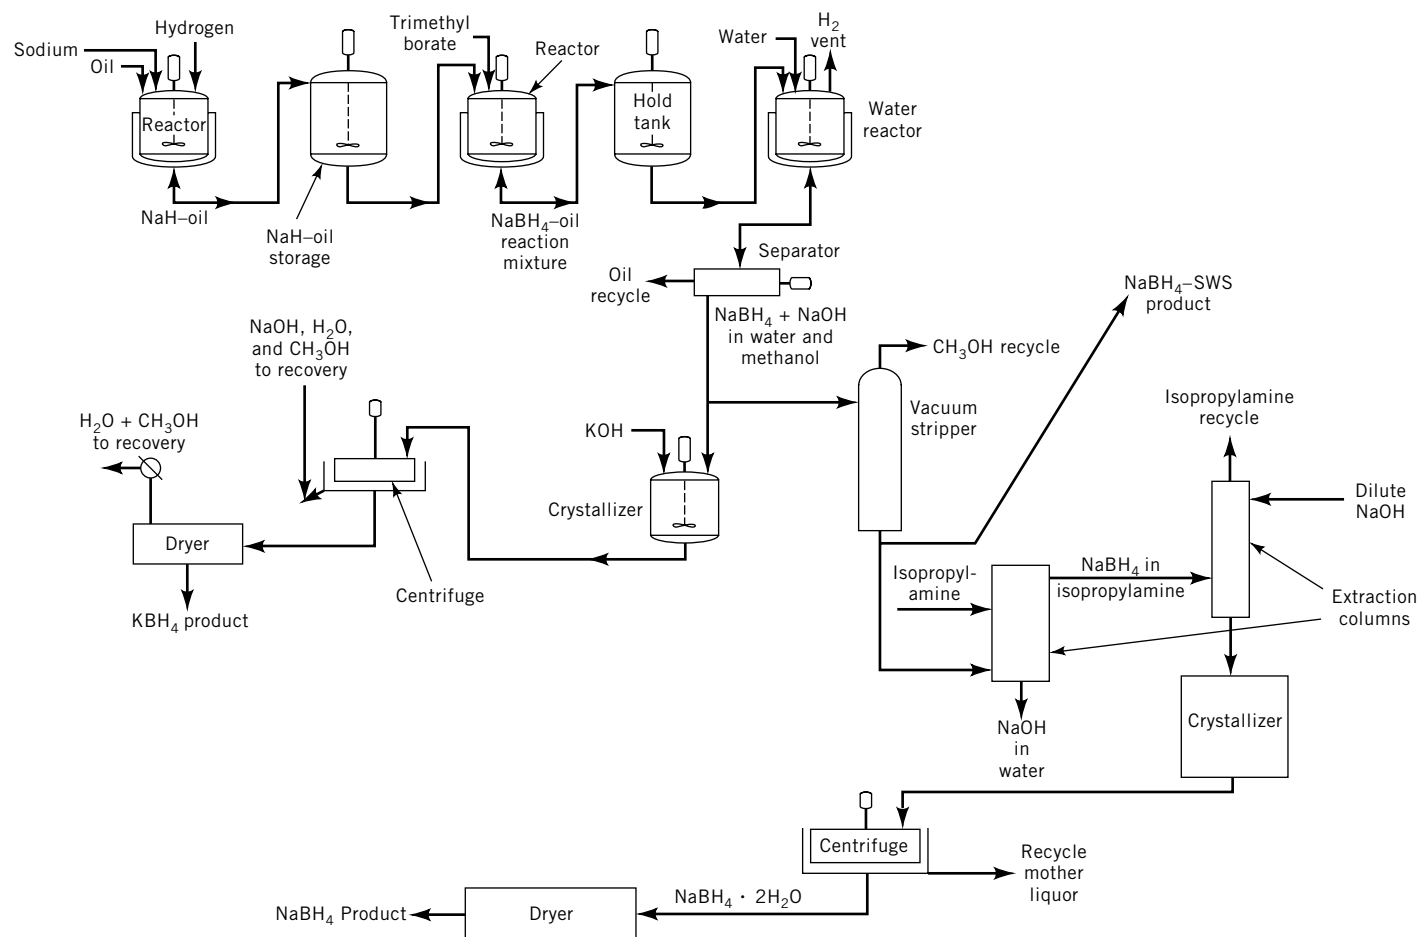 Hydrogen
Sodium
Oil
Reactor
NaH–oil
NaH–oil
storage
Trimethyl
borate
Reactor
NaBH₄–oil
reaction
mixture
Hold
tank
Water
H₂
vent
Water
reactor
Separator
Oil
recycle
NaBH₄ + NaOH
in water and
methanol
NaBH₄–SWS
product
CH₃OH recycle
Vacuum
stripper
NaOH, H₂O,
and CH₃OH
to recovery
H₂O + CH₃OH
to recovery
Dryer
KBH₄ product
Centrifuge
KOH
Crystallizer
Isopropylamine
recycle
Dilute
NaOH
Isopropyl-
amine
NaBH₄ in
isopropylamine
Extraction
columns
NaOH
in
water
Crystallizer
Centrifuge
Recycle
mother
liquor
NaBH₄ · 2H₂O
Dryer
NaBH₄ Product